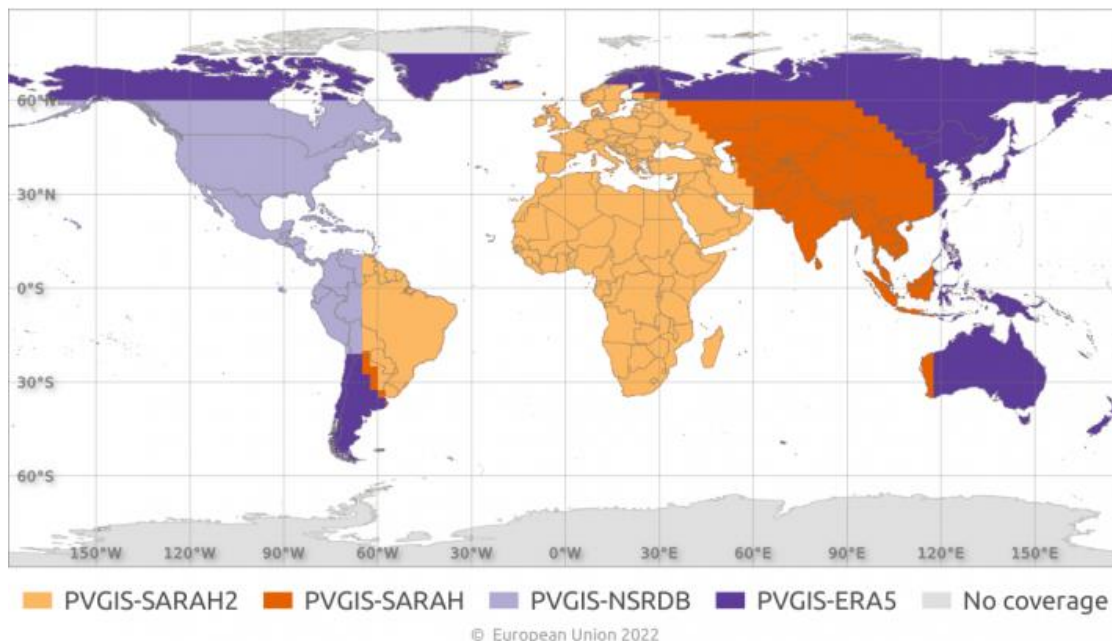 60°N
30°N
0°S
30°S
60°S
150°W 120°W 90°W 60°W 30°W 0°W 30°E 60°E 90°E 120°E 150°E
PVGIS-SARAH2 PVGIS-SARAH PVGIS-NSRDB PVGIS-ERA5 No coverage
© European Union 2022